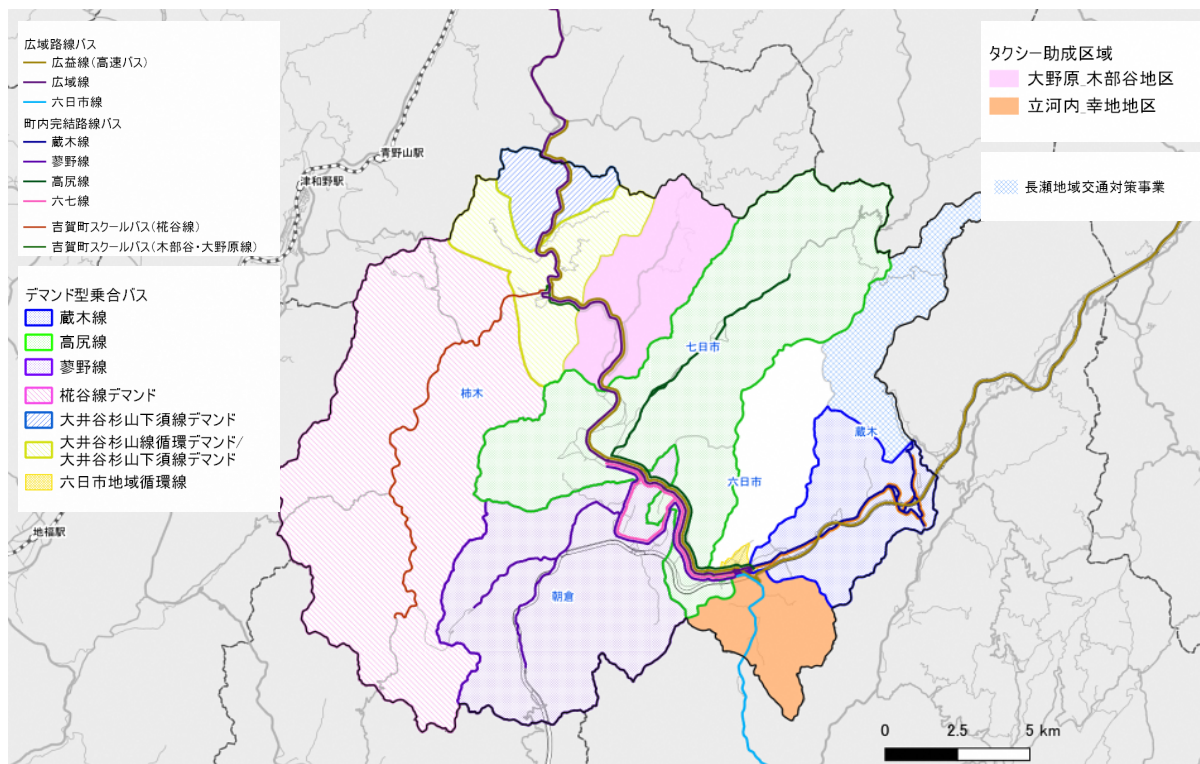 広域路線バス
広益線(高速バス)
広域線
六日市線
町内完結路線バス
蔵木線
蓼野線
高尻線
六七線
吉賀町スクールバス(椛谷線)
吉賀町スクールバス(木部谷・大野原線)
デマンド型乗合バス
蔵木線
高尻線
蓼野線
椛谷線デマンド
大井谷杉山下須線デマンド
大井谷杉山線循環デマンド/
大井谷杉山下須線デマンド
六日市地域循環線
タクシー助成区域
大野原_木部谷地区
立河内_幸地地区
長瀬地域交通対策事業
青野山駅
津和野駅
七日市
柿木
蔵木
六日市
地福駅
朝倉
0 2.5 5 km